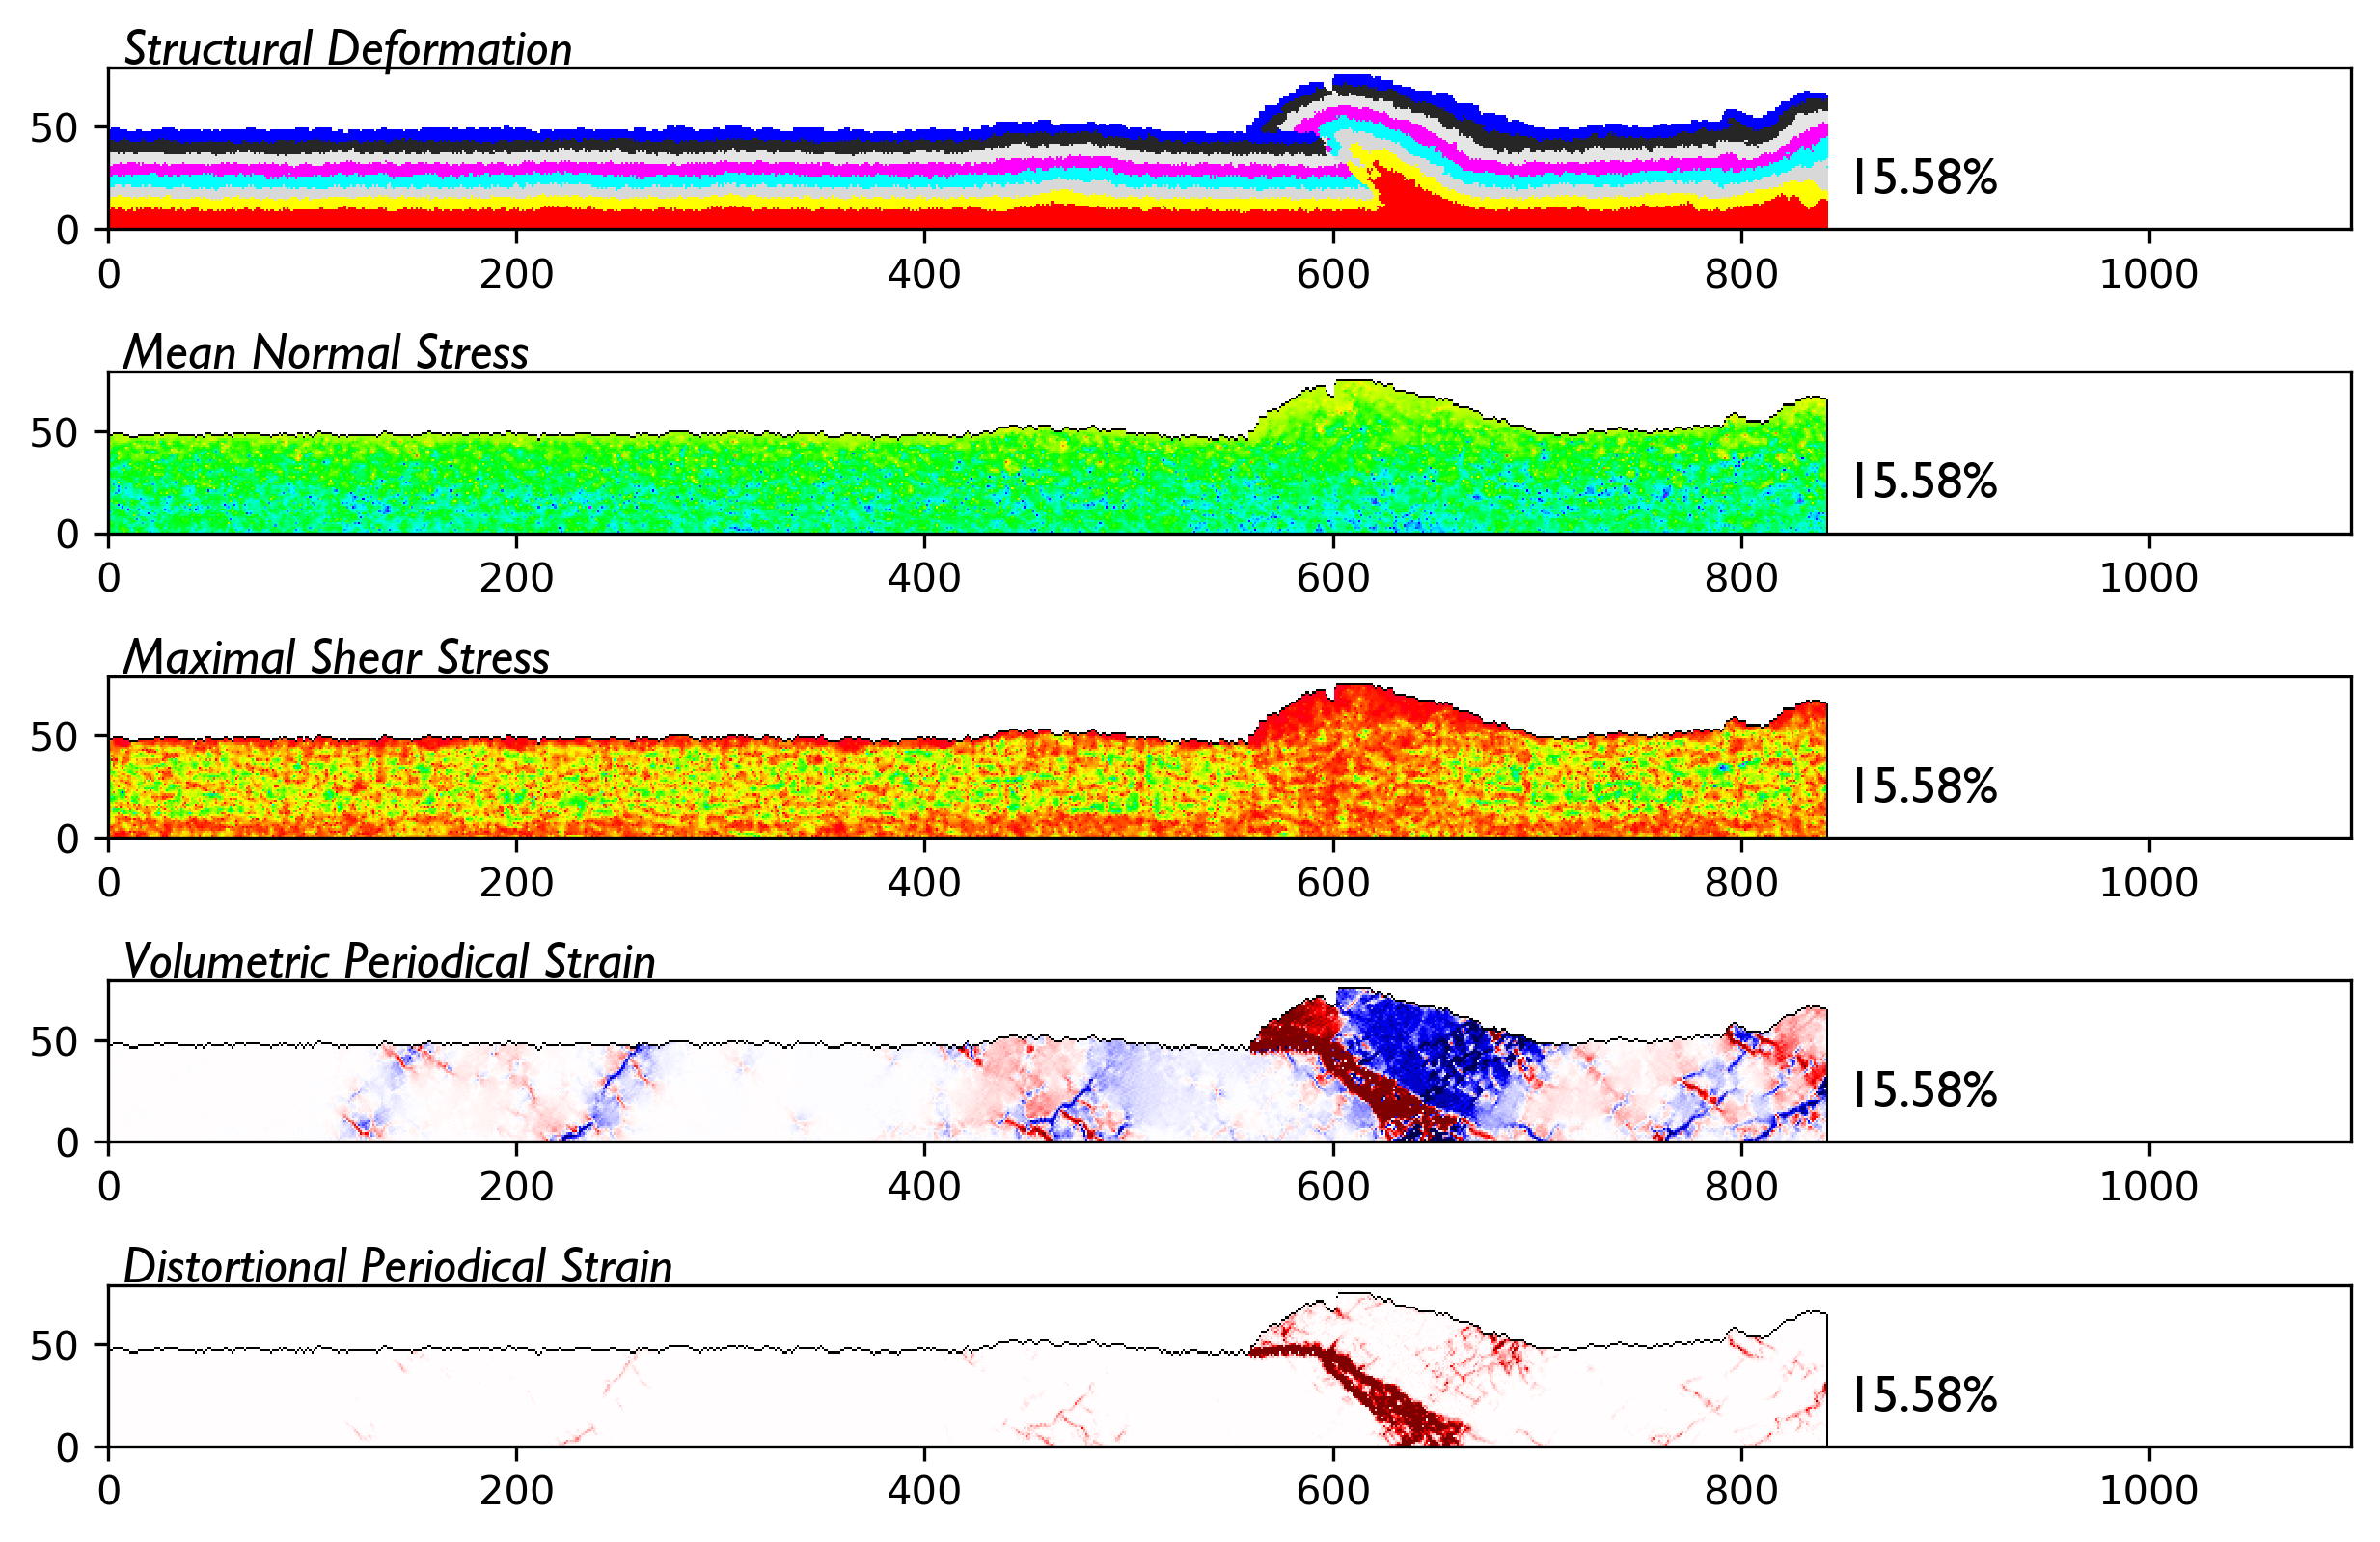 Structural Deformation
50
0
15.58%
0 200 400 600 800 1000
Mean Normal Stress
50
0
15.58%
0 200 400 600 800 1000
Maximal Shear Stress
50
0
15.58%
0 200 400 600 800 1000
Volumetric Periodical Strain
50
0
15.58%
0 200 400 600 800 1000
Distortional Periodical Strain
50
0
15.58%
0 200 400 600 800 1000